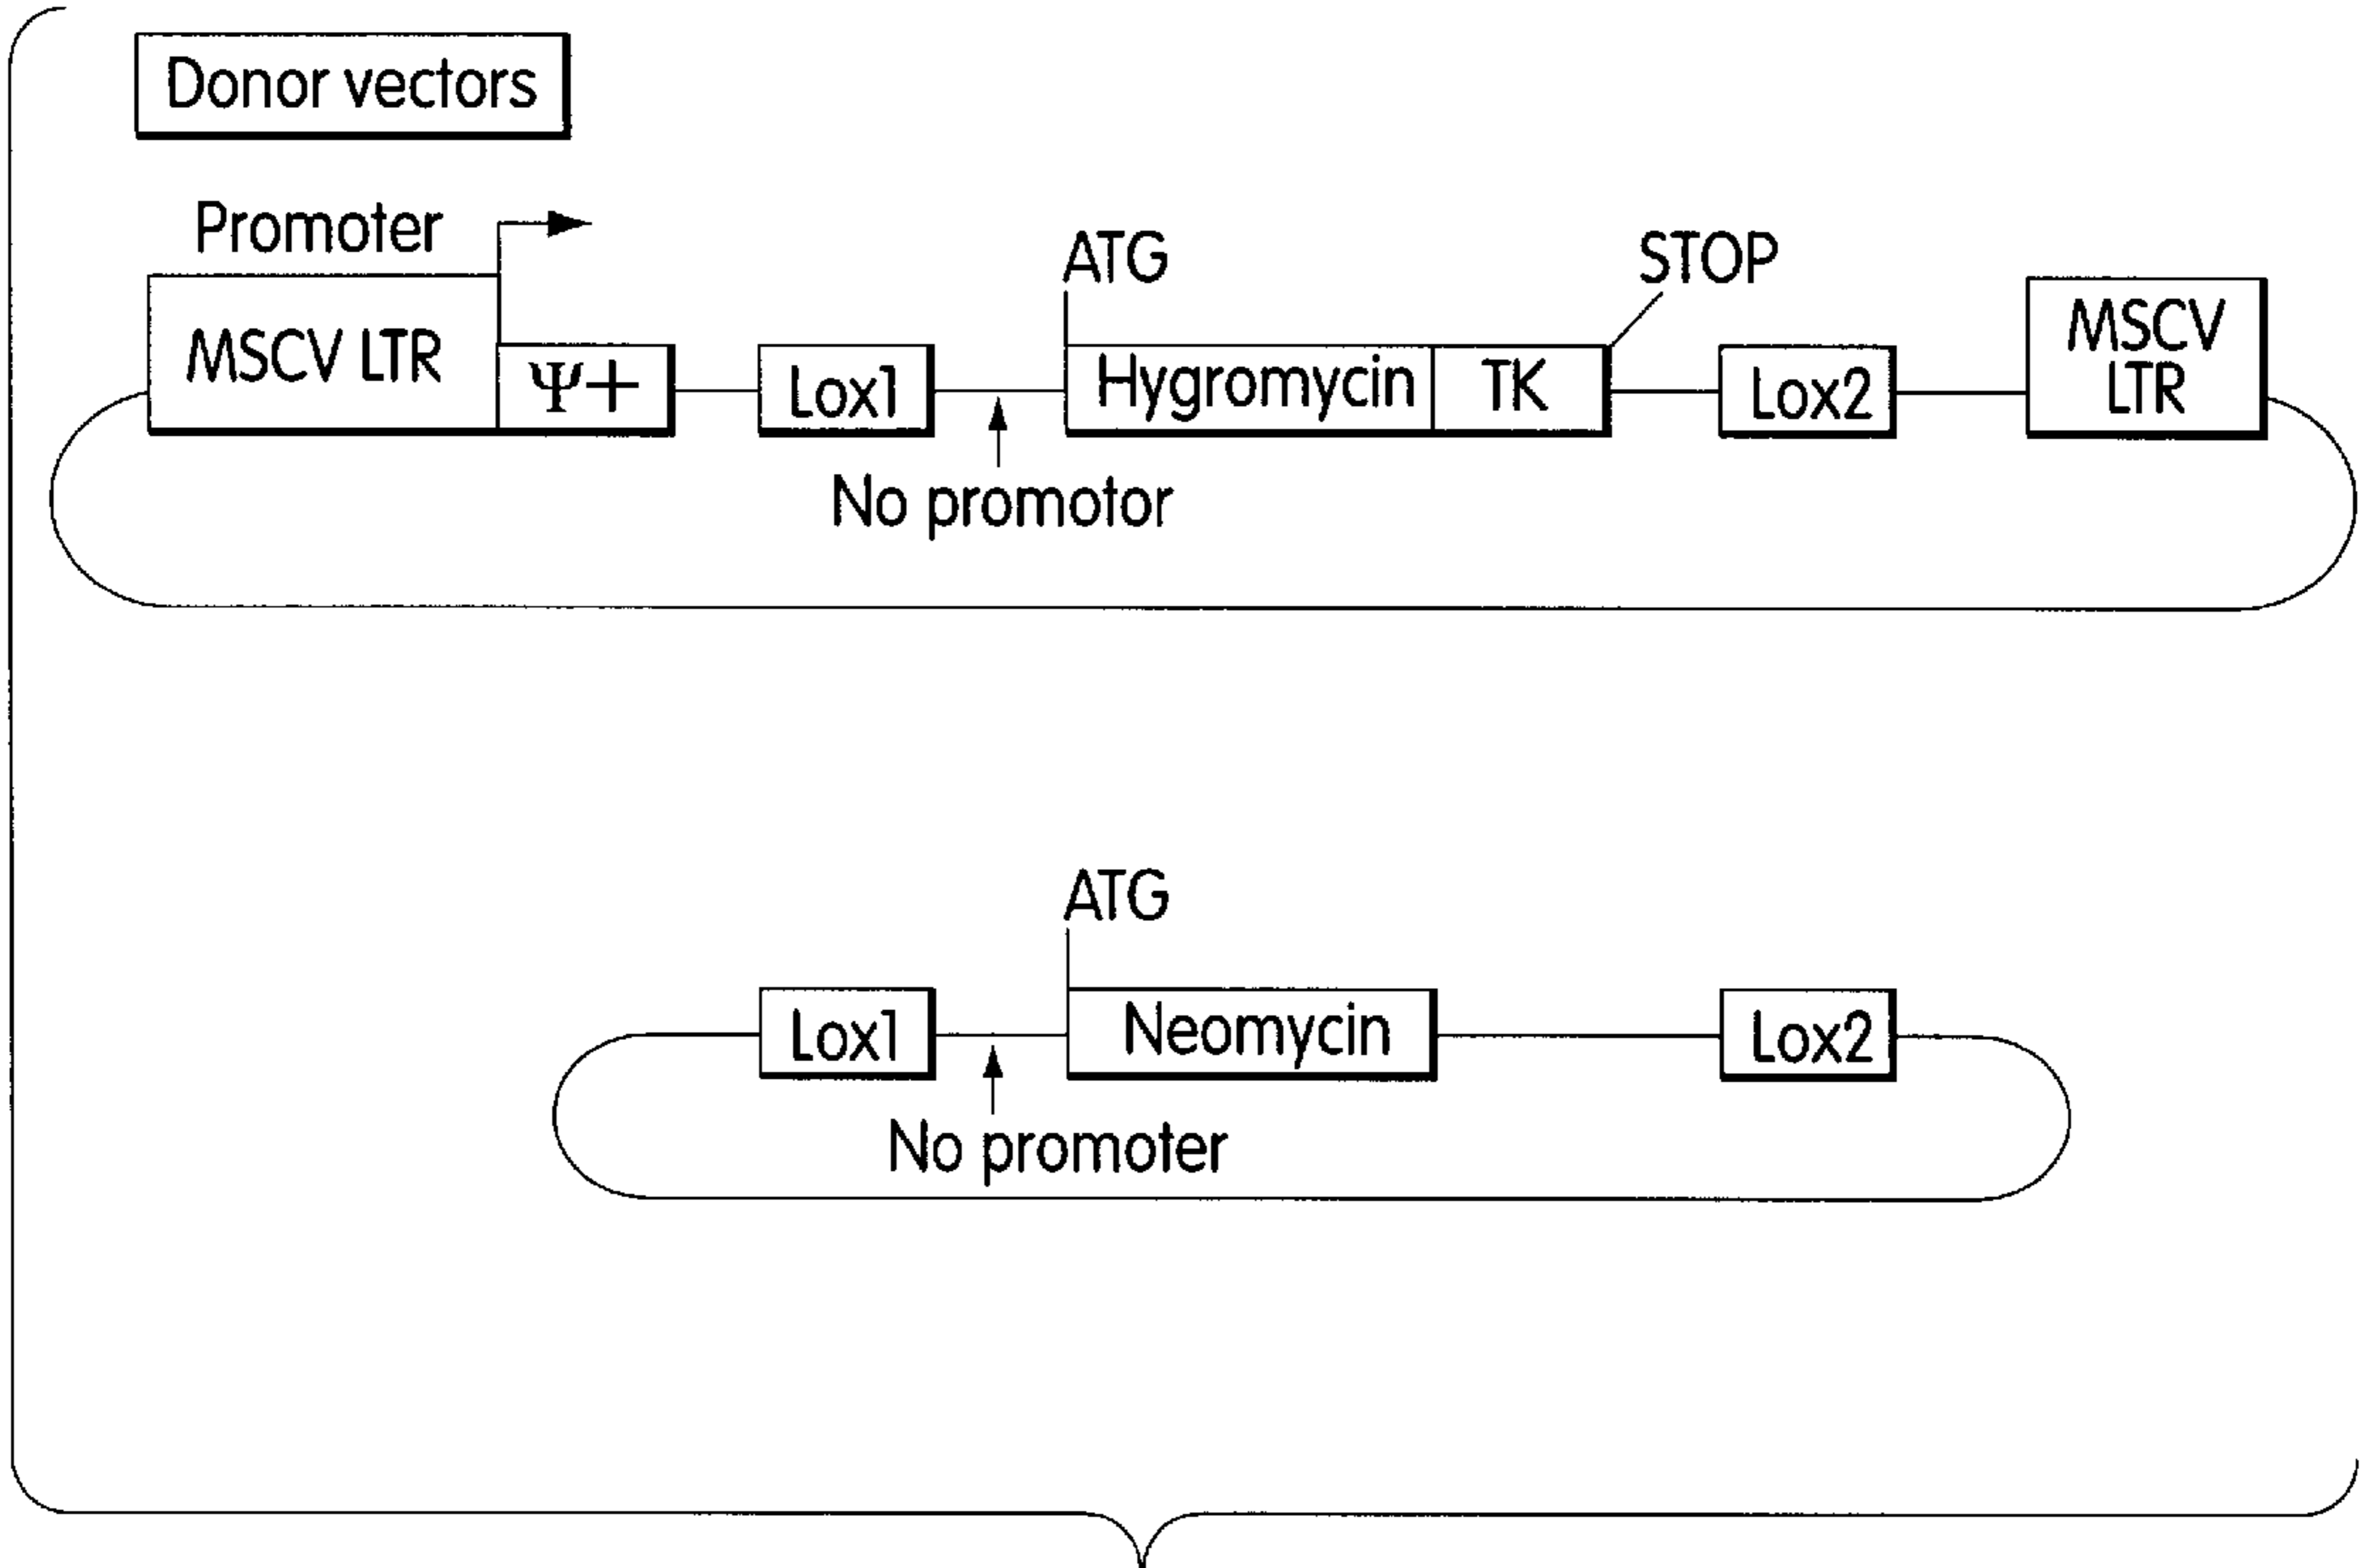 Donor vectors
Promoter
ATG
STOP
MSCV LTR
Ψ+
Lox1
Hygromycin
TK
Lox2
MSCV
LTR
No promotor
ATG
Lox1
Neomycin
Lox2
No promoter